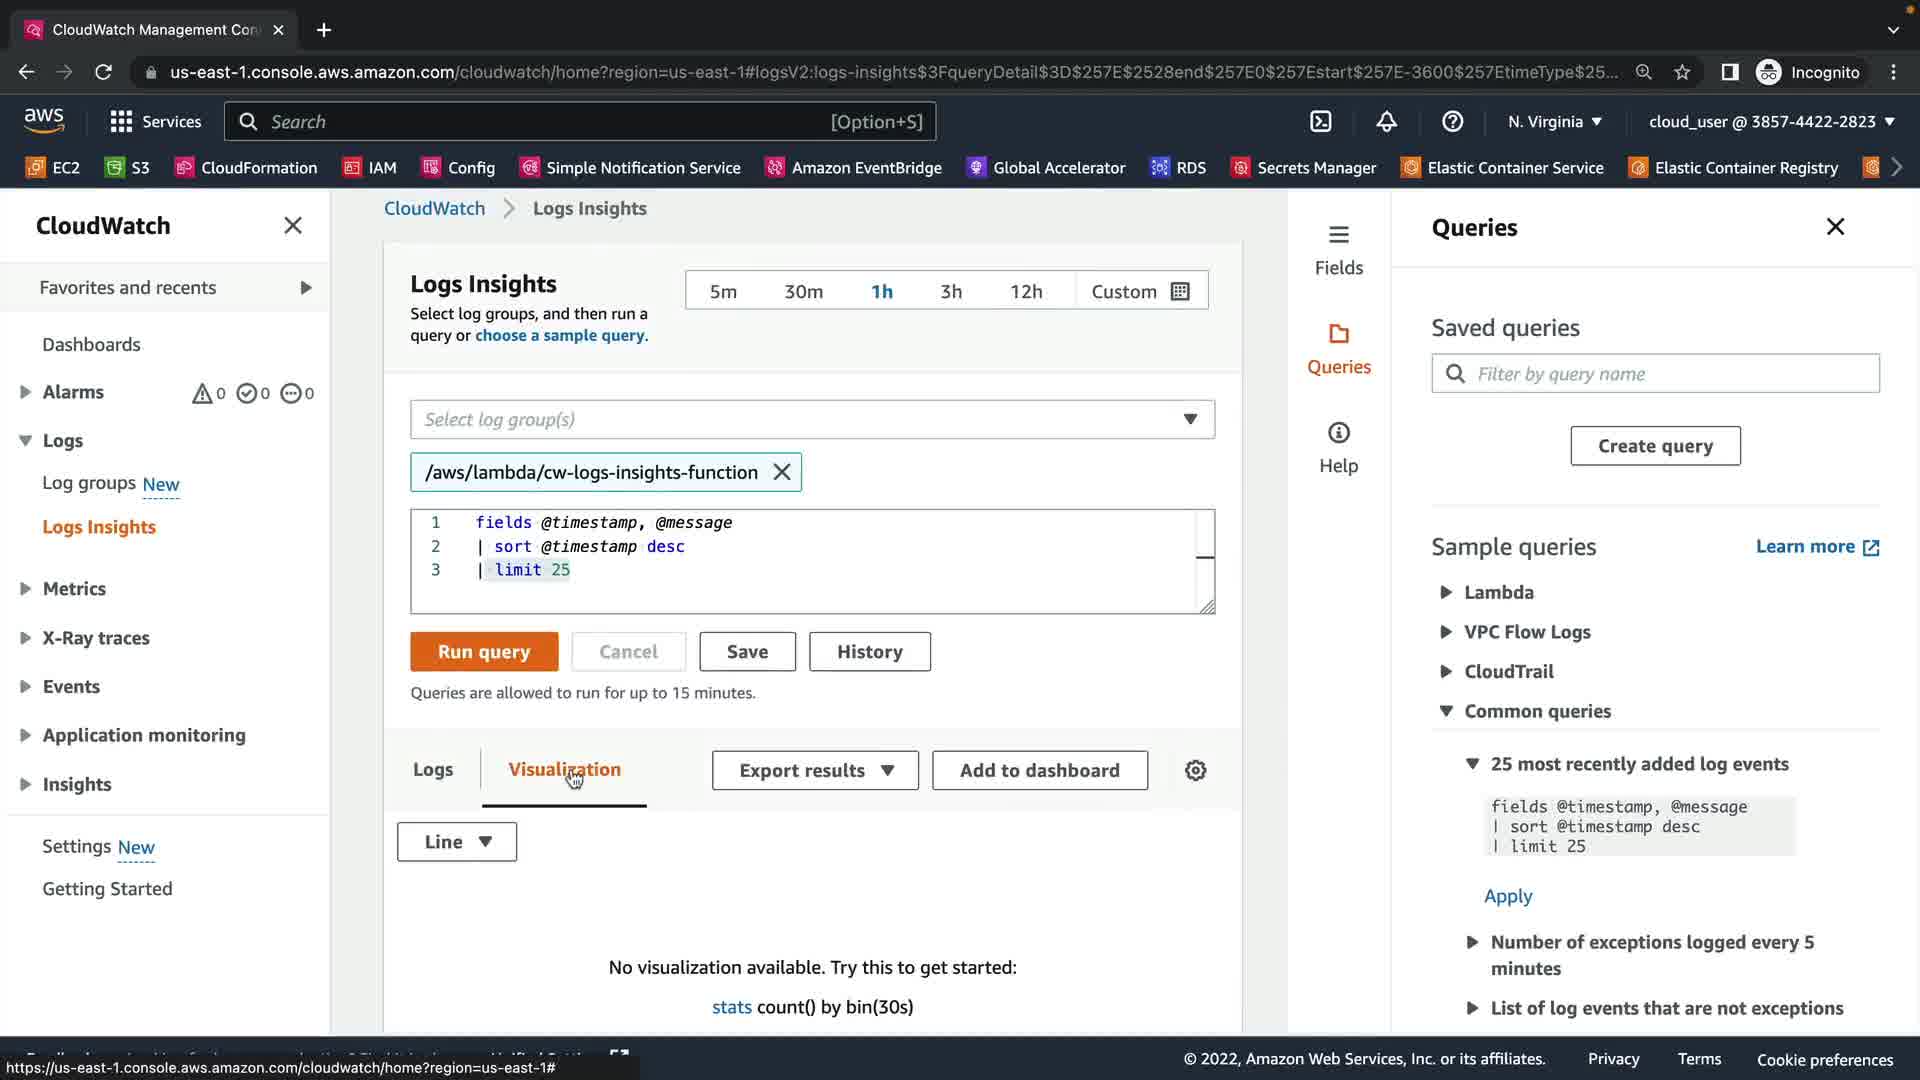 CloudWatch Management Con
us-east-1.console.aws.amazon.com/cloudwatch/home?region=us-east-1#logsV2:logs-insights$3FqueryDetail$3D$257E$2528end$257E0$257Estart$257E-3600$257EtimeType$25...
Incognito
aws
Services
Search
[Option+S]
N. Virginia
cloud_user @ 3857-4422-2823
EC2
S3
CloudFormation
IAM
Config
Simple Notification Service
Amazon EventBridge
Global Accelerator
RDS
Secrets Manager
Elastic Container Service
Elastic Container Registry
CloudWatch
Favorites and recents
Dashboards
Alarms 0 0 0
Logs
Log groups New
Logs Insights
Metrics
X-Ray traces
Events
Application monitoring
Insights
Settings New
Getting Started
CloudWatch
Logs Insights
Logs Insights
Select log groups, and then run a
query or choose a sample query.
5m 30m 1h 3h 12h Custom
Select log group(s)
/aws/lambda/cw-logs-insights-function
1 fields @timestamp, @message
2 | sort @timestamp desc
3 | limit 25
Run query
Cancel
Save
History
Queries are allowed to run for up to 15 minutes.
Logs
Visualization
Export results
Add to dashboard
Line
No visualization available. Try this to get started:
stats count() by bin(30s)
Fields
Queries
Help
Queries
Saved queries
Filter by query name
Create query
Sample queries
Learn more
Lambda
VPC Flow Logs
CloudTrail
Common queries
25 most recently added log events
fields @timestamp, @message
| sort @timestamp desc
| limit 25
Apply
Number of exceptions logged every 5
minutes
List of log events that are not exceptions
https://us-east-1.console.aws.amazon.com/cloudwatch/home?region=us-east-1#
© 2022, Amazon Web Services, Inc. or its affiliates.
Privacy
Terms
Cookie preferences